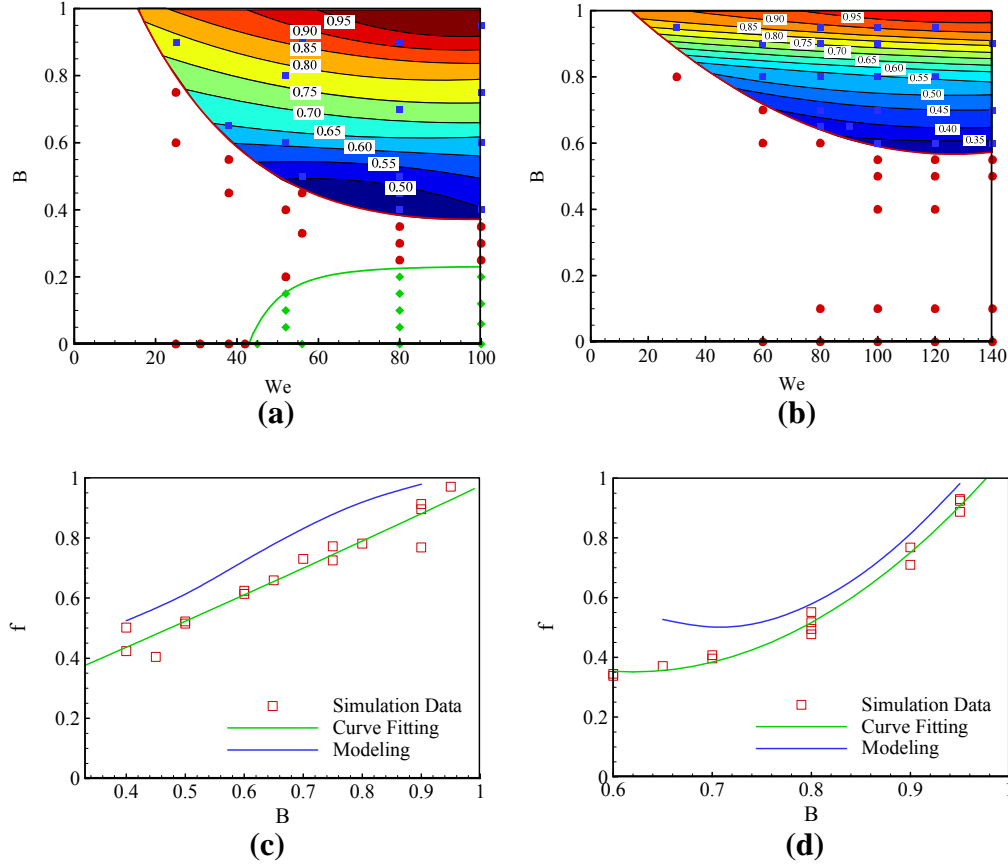 1
0.8
0.6
0.4
0.2
0
B
0.95
0.90
0.85
0.80
0.75
0.70
0.65
0.60
0.55
0.50
0 20 40 60 80 100
We
(a)
1
0.8
0.6
0.4
0.2
0
B
0.95
0.90
0.85
0.80
0.75
0.70
0.65
0.60
0.55
0.50
0.45
0.40
0.35
0 20 40 60 80 100 120 140
We
(b)
1
0.8
0.6
0.4
0.2
0
f
Simulation Data
Curve Fitting
Modeling
0.4 0.5 0.6 0.7 0.8 0.9 1
B
(c)
1
0.8
0.6
0.4
0.2
0
f
Simulation Data
Curve Fitting
Modeling
0.6 0.7 0.8 0.9 1
B
(d)